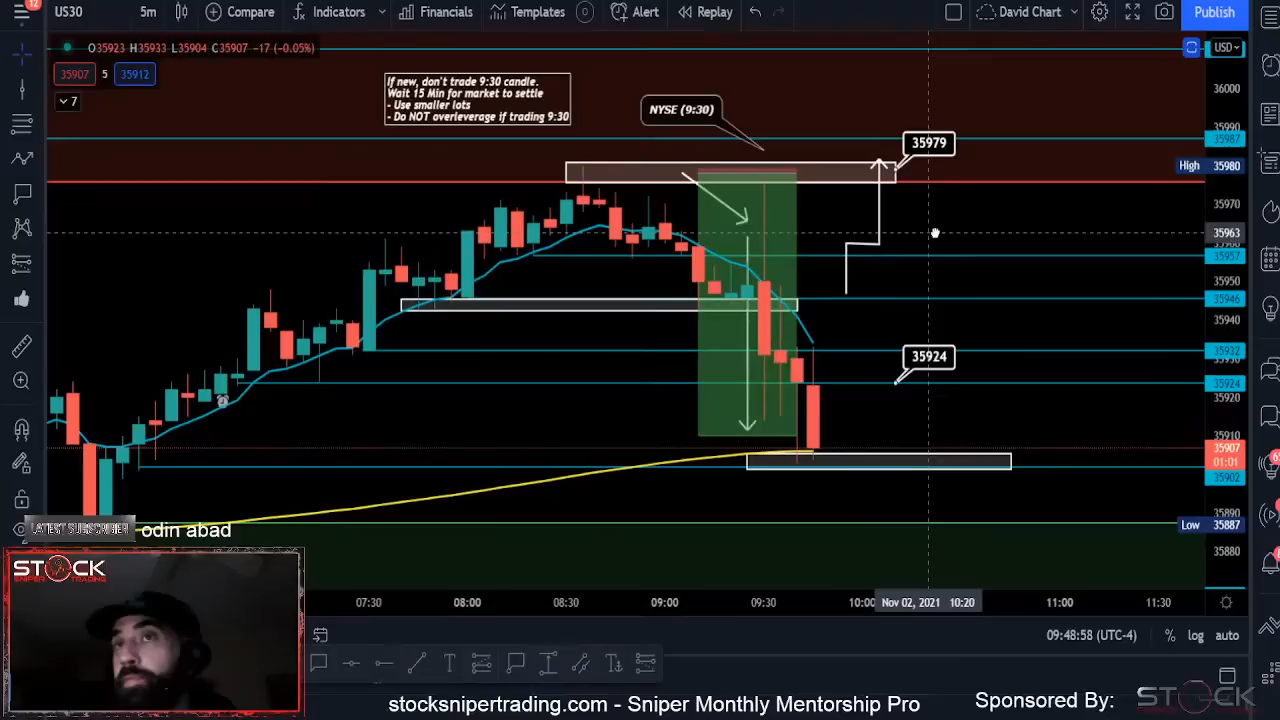 12
US30
5m
Compare
Indicators
Financials
Templates
Alert
Replay
David Chart
Publish
O35923 H35933 L35904 C35907 -17 (-0.05%)
USD
35907
5
35912
7
If new, don't trade 9:30 candle.
Wait 15 Min for market to settle
- Use smaller lots
- Do NOT overleverage if trading 9:30
NYSE (9:30)
36000
35990
35987
35979
High
35980
35970
35963
35957
35950
35946
35940
35932
35924
35924
35920
35910
35907
01:01
35902
35890
Low
35887
35880
LATEST SUBSCRIBER
odin abad
STOCK
SNIPER TRADING
07:30
08:00
08:30
09:00
09:30
10:00
Nov 02, 2021 10:20
11:00
11:30
09:48:58 (UTC-4)
%
log
auto
stocksnipertrading.com - Sniper Monthly Mentorship Pro
Sponsored By:
STOCK